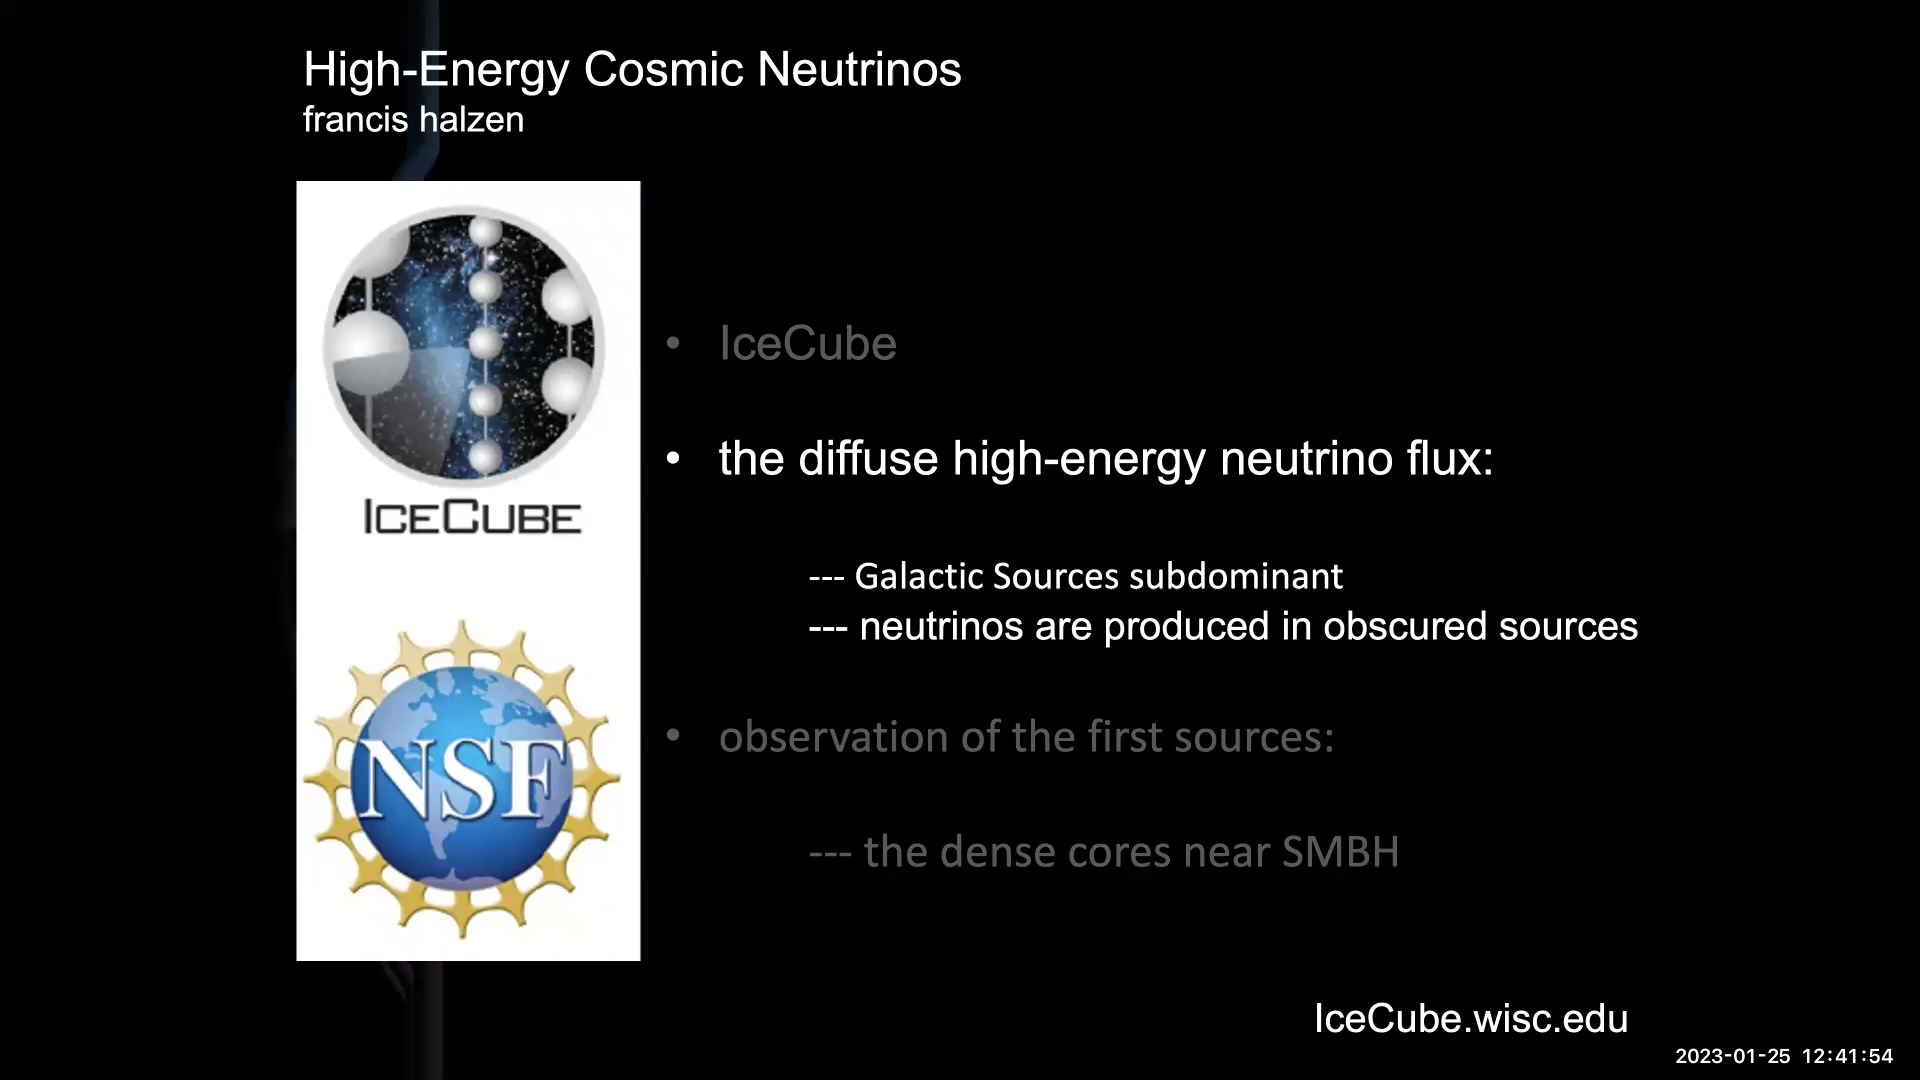 High-Energy Cosmic Neutrinos
francis halzen
ICECUBE
NSF
• IceCube
• the diffuse high-energy neutrino flux:
--- Galactic Sources subdominant
--- neutrinos are produced in obscured sources
• observation of the first sources:
--- the dense cores near SMBH
IceCube.wisc.edu
2023-01-25 12:41:54